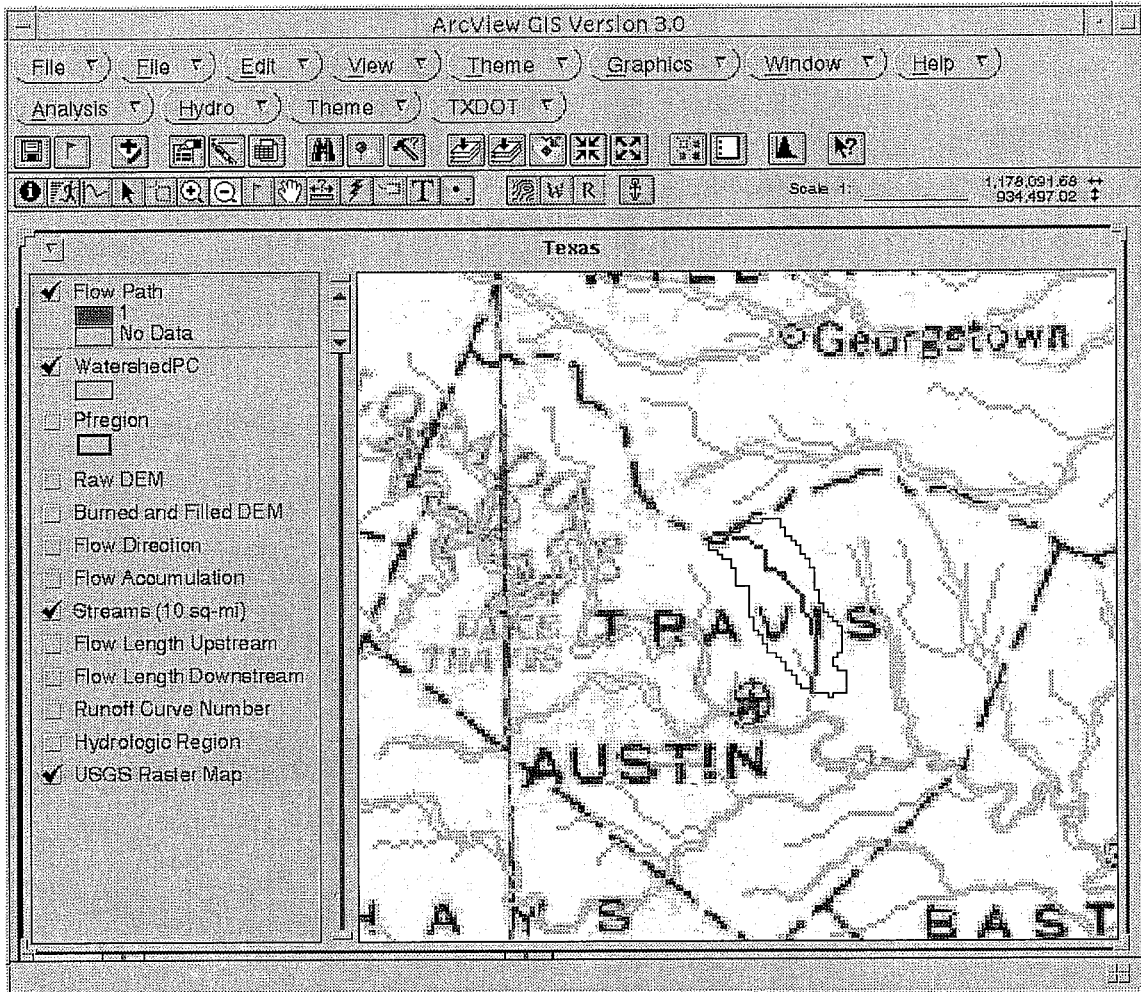 ArcView GIS Version 3.0
File File Edit View Theme Graphics Window Help
Analysis Hydro Theme TXDOT
T W R Scale 1: 1,178,091.68
934,497.02
Texas
Flow Path
1
No Data
WatershedPC
Pfregion
Raw DEM
Burned and Filled DEM
Flow Direction
Flow Accumulation
Streams (10 sq-mi)
Flow Length Upstream
Flow Length Downstream
Runoff Curve Number
Hydrologic Region
USGS Raster Map
Georgetown
TRAVIS
LAKE
TRAVIS
AUSTIN
EAST